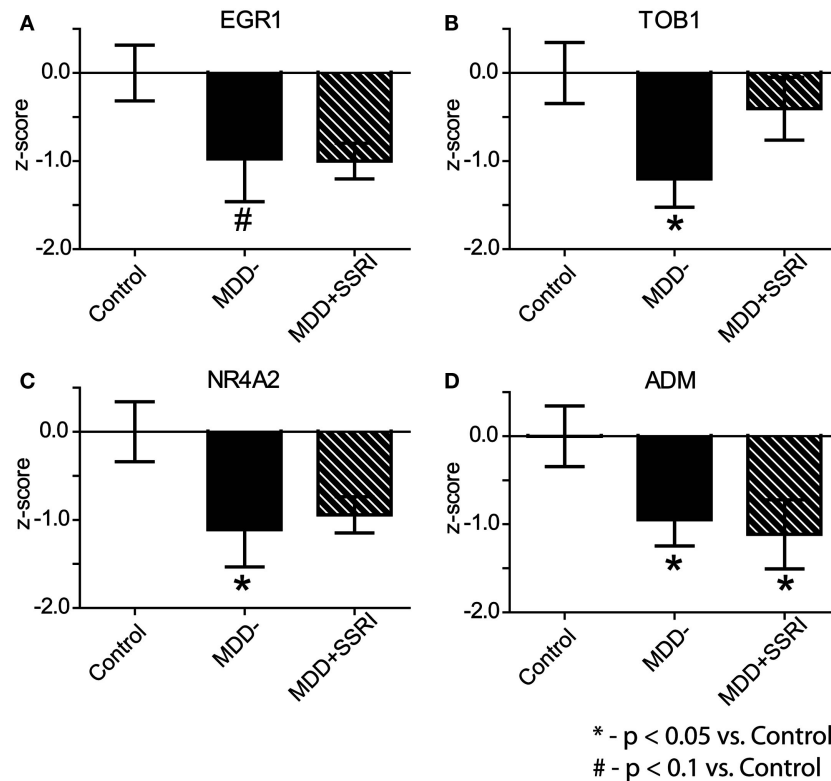 A
EGR1
z-score
0.0
-1.0
-2.0
Control
MDD-
#
MDD+SSRI
B
TOB1
z-score
0.0
-1.0
-2.0
Control
MDD-
*
MDD+SSRI
C
NR4A2
z-score
0.0
-1.0
-2.0
Control
MDD-
*
MDD+SSRI
D
ADM
z-score
0.0
-1.0
-2.0
Control
MDD-
*
MDD+SSRI
*
* - p < 0.05 vs. Control
# - p < 0.1 vs. Control